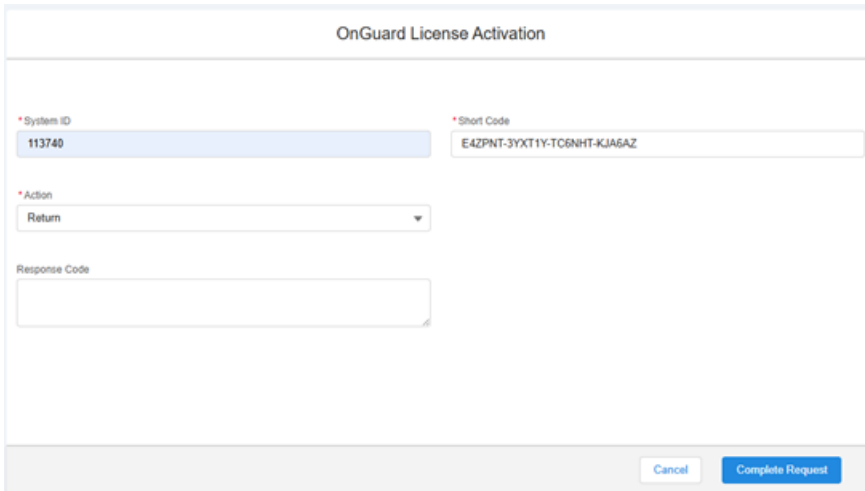 OnGuard License Activation
*System ID
113740
*Short Code
E4ZPNT-3YXT1Y-TC6NHT-KJA6AZ
*Action
Return
Response Code
Cancel
Complete Request